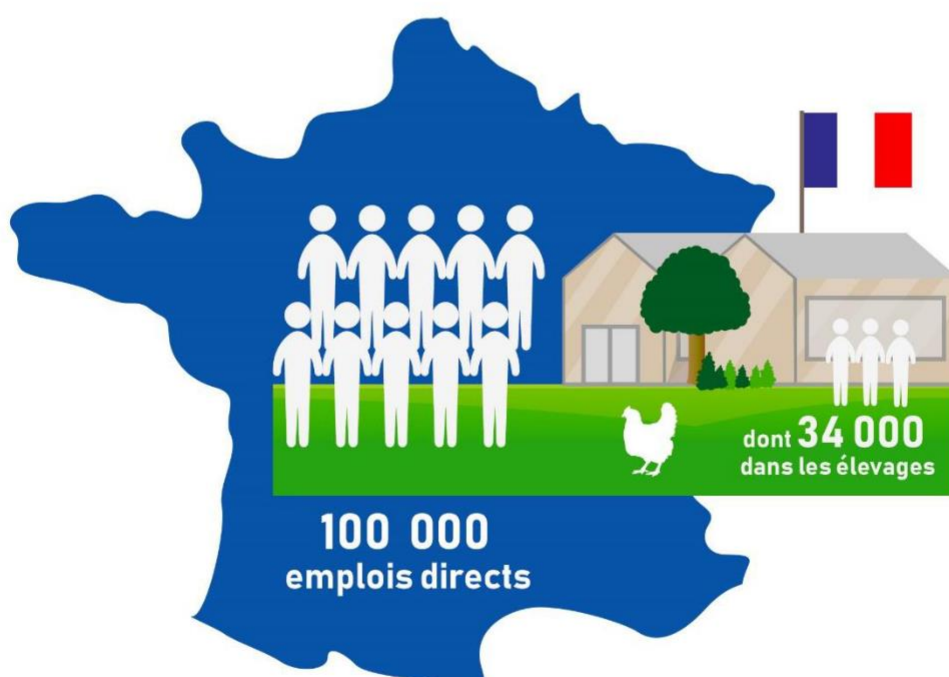 dont 34 000
dans les élevages
100 000
emplois directs